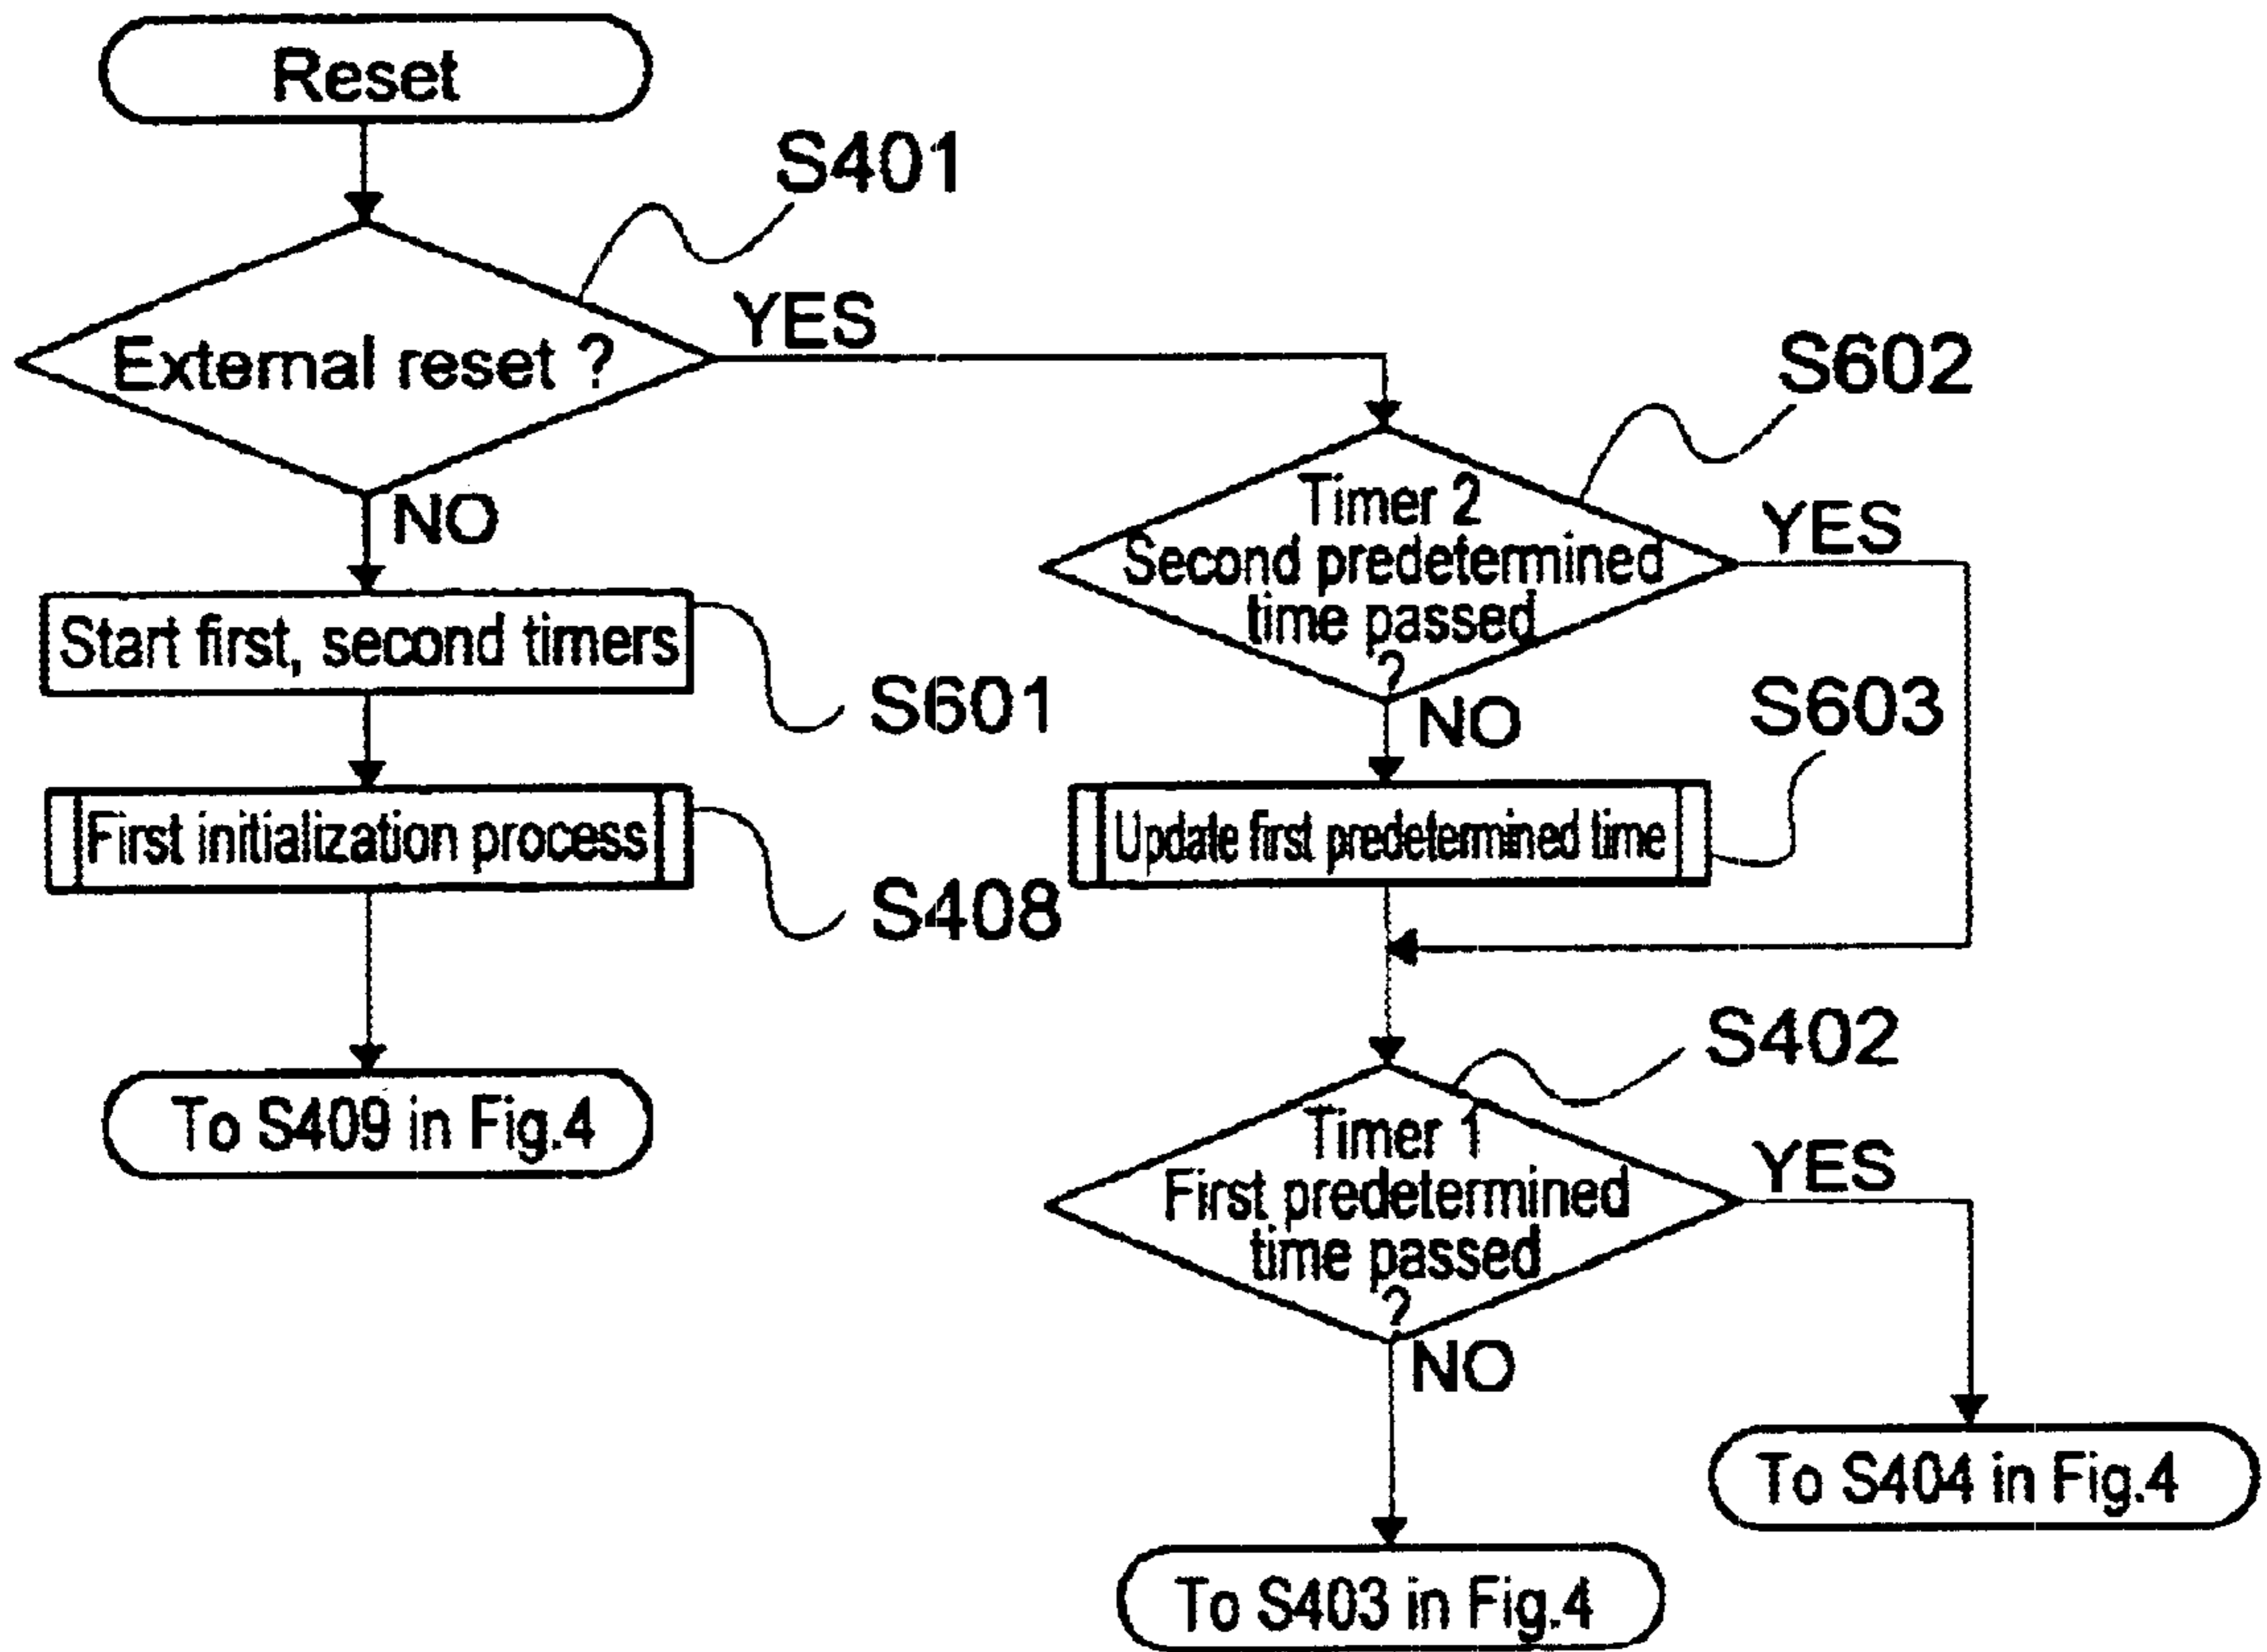 Reset
S401
External reset ?
YES
NO
Start first, second timers
S601
First initialization process
S408
To S409 in Fig.4
S602
Timer 2
Second predetermined
time passed
?
YES
NO
S603
Update first predetermined time
S402
Timer 1
First predetermined
time passed
?
YES
NO
To S404 in Fig.4
To S403 in Fig.4